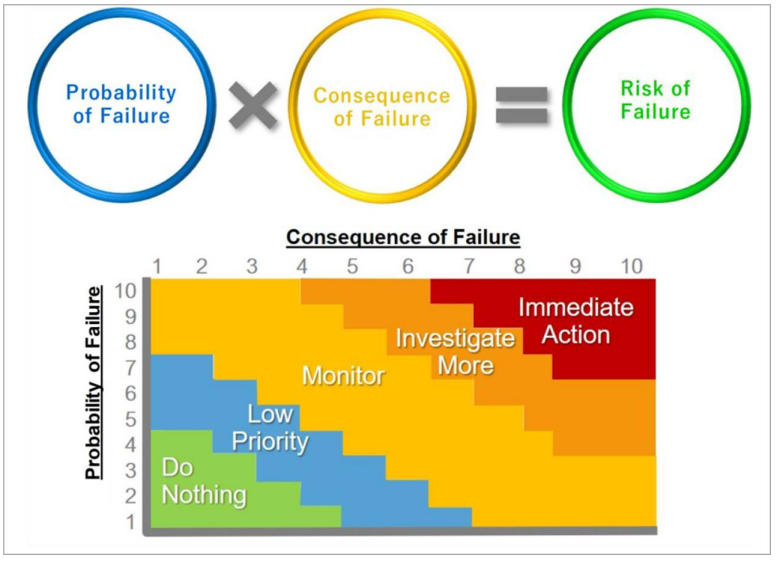 Probability
of Failure
Consequence
of Failure
Risk of
Failure
Consequence of Failure
1 2 3 4 5 6 7 8 9 10
Probability of Failure
10
9
8
7
6
5
4
3
2
1
Immediate
Action
Investigate
More
Monitor
Low
Priority
Do
Nothing